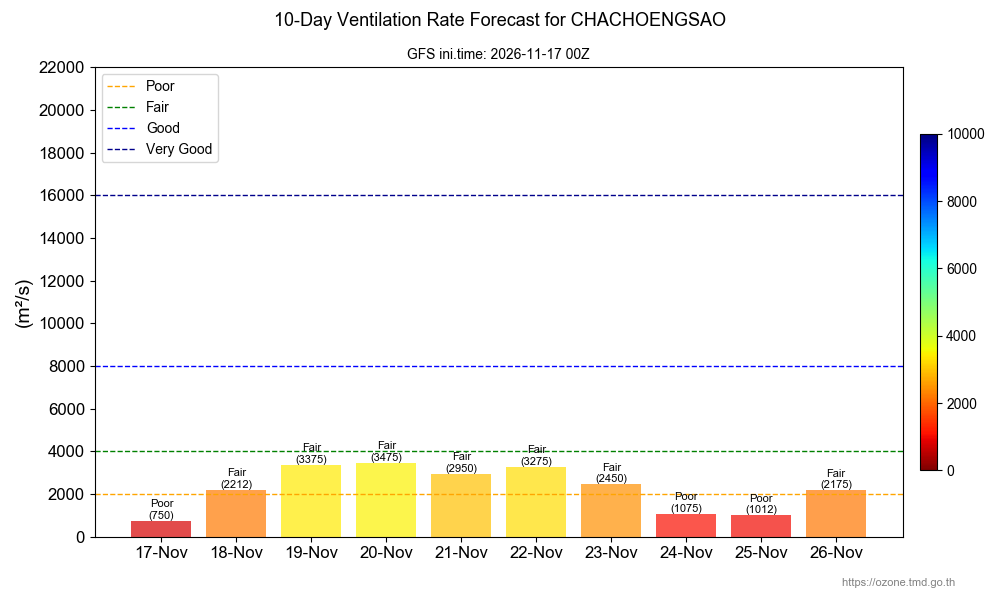 10-Day Ventilation Rate Forecast for CHACHOENGSAO
GFS ini.time: 2026-11-17 00Z
(m²/s)
22000
20000
18000
16000
14000
12000
10000
8000
6000
4000
2000
0
Poor
Fair
Good
Very Good
Poor
(750)
Fair
(2212)
Fair
(3375)
Fair
(3475)
Fair
(2950)
Fair
(3275)
Fair
(2450)
Poor
(1075)
Poor
(1012)
Fair
(2175)
17-Nov 18-Nov 19-Nov 20-Nov 21-Nov 22-Nov 23-Nov 24-Nov 25-Nov 26-Nov
10000
8000
6000
4000
2000
0
https://ozone.tmd.go.th